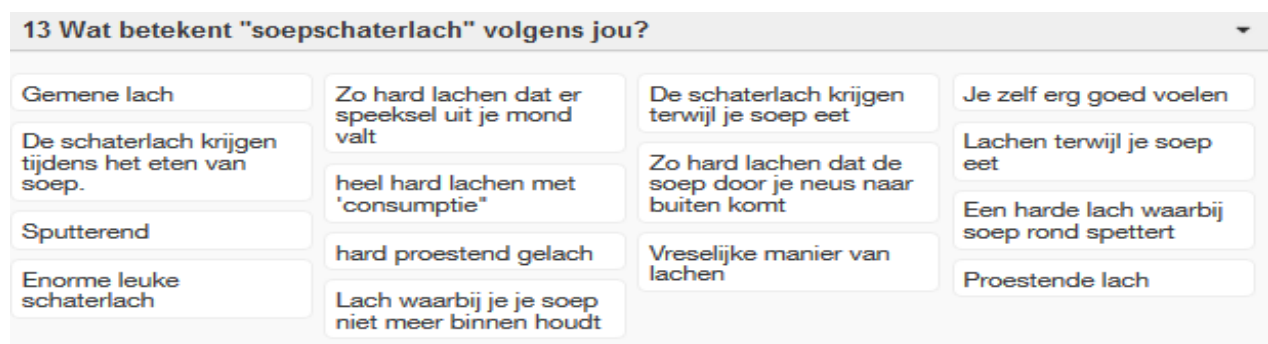 13 Wat betekent "soepschaterlach" volgens jou?
Gemene lach
De schaterlach krijgen
tijdens het eten van
soep.
Sputterend
Enorme leuke
schaterlach
Zo hard lachen dat er
speeksel uit je mond
valt
heel hard lachen met
'consumptie"
hard proestend gelach
Lach waarbij je je soep
niet meer binnen houdt
De schaterlach krijgen
terwijl je soep eet
Zo hard lachen dat de
soep door je neus naar
buiten komt
Vreselijke manier van
lachen
Je zelf erg goed voelen
Lachen terwijl je soep
eet
Een harde lach waarbij
soep rond spettert
Proestende lach